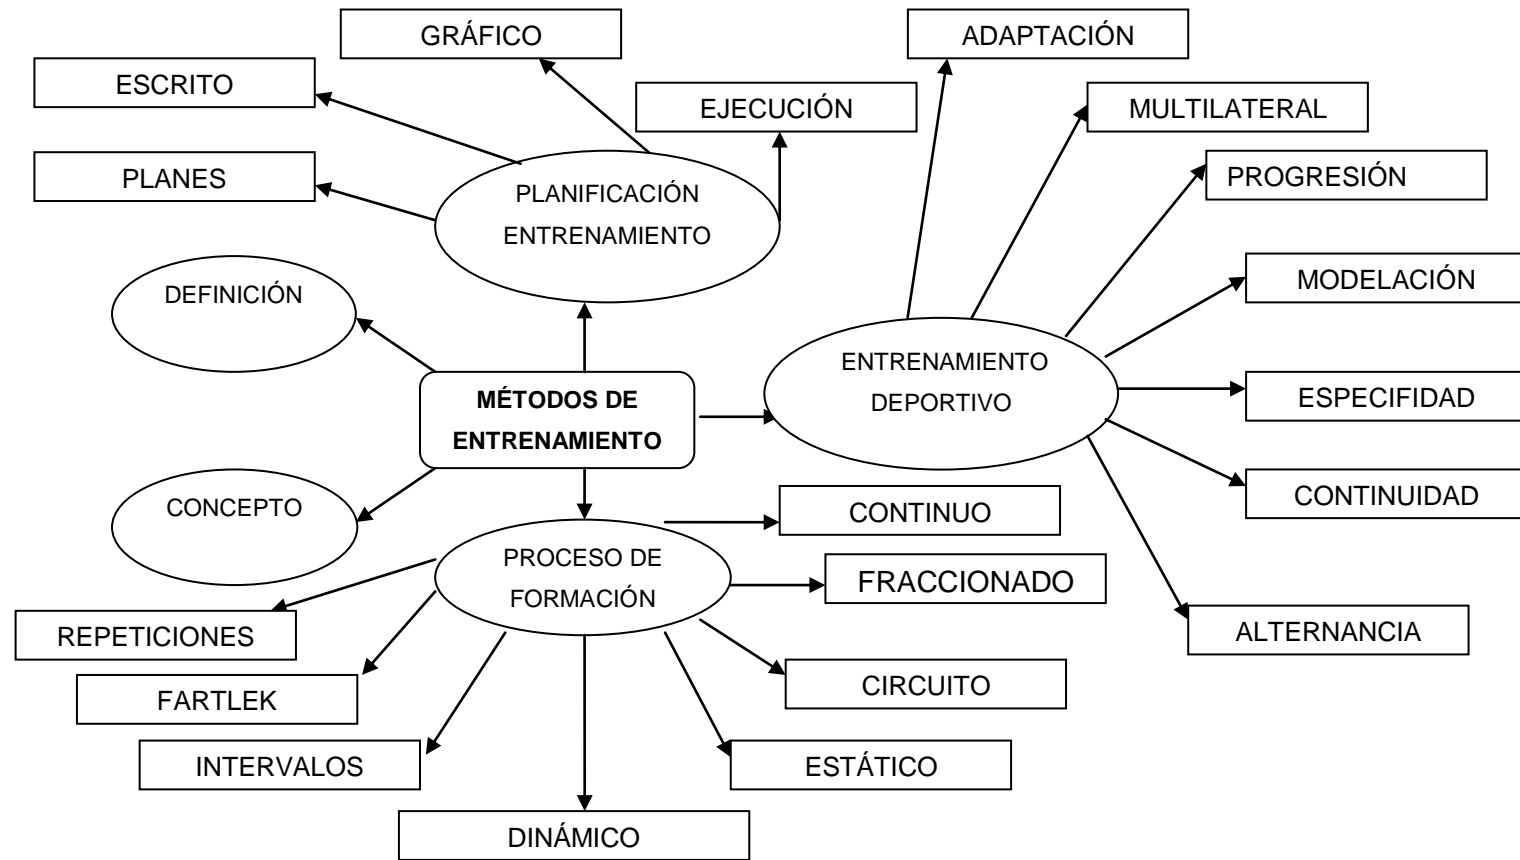 GRÁFICO
ADAPTACIÓN
ESCRITO
EJECUCIÓN
MULTILATERAL
PLANES
PLANIFICACIÓN
ENTRENAMIENTO
PROGRESIÓN
DEFINICIÓN
MODELACIÓN
ENTRENAMIENTO
DEPORTIVO
MÉTODOS DE
ENTRENAMIENTO
ESPECIFIDAD
CONCEPTO
CONTINUIDAD
CONTINUO
PROCESO DE
FORMACIÓN
FRACCIONADO
REPETICIONES
ALTERNANCIA
FARTLEK
CIRCUITO
INTERVALOS
ESTÁTICO
DINÁMICO